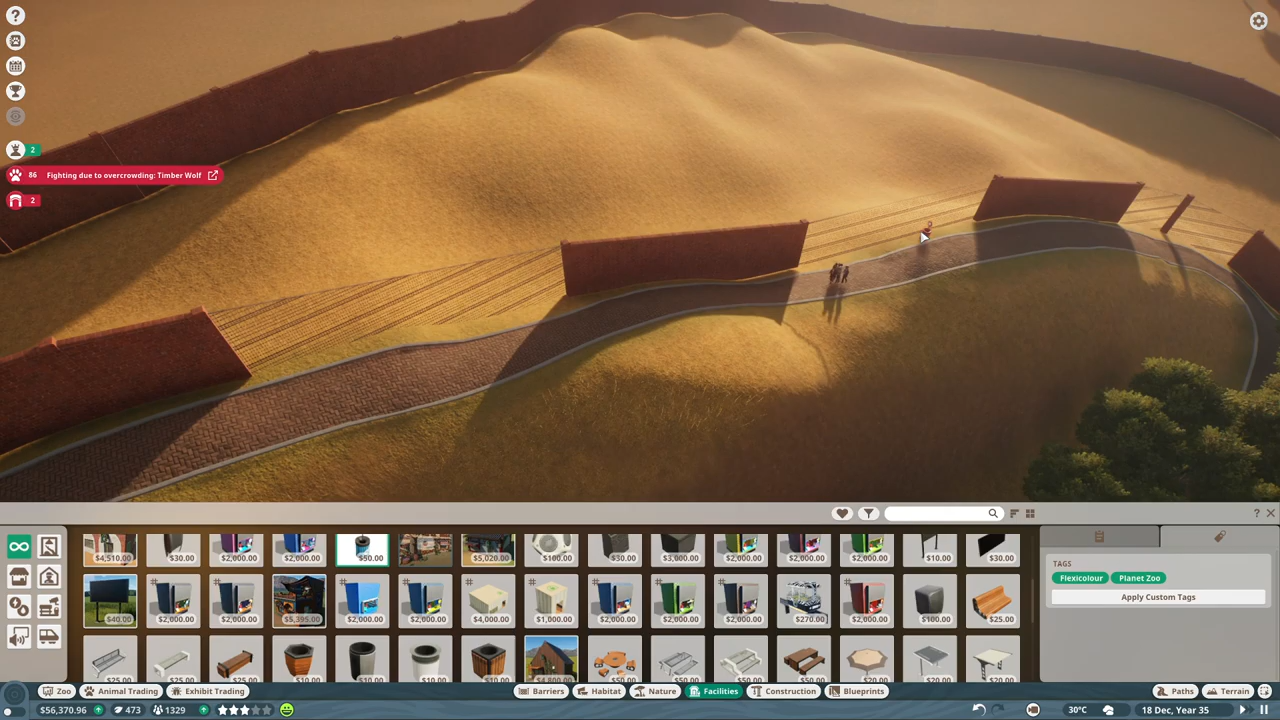 ?
2
86 Fighting due to overcrowding: Timber Wolf
2
? ×
$4,510.00 $30.00 $2,000.00 $2,000.00 $50.00 $5,020.00 $100.00 $30.00 $3,000.00 $2,000.00 $2,000.00 $2,000.00 $10.00 $30.00
$40.00 $2,000.00 $2,000.00 $5,395.00 $2,000.00 $2,000.00 $4,000.00 $1,000.00 $2,000.00 $2,000.00 $2,000.00 $270.00 $2,000.00 $100.00 $25.00
TAGS
Flexicolour Planet Zoo
Apply Custom Tags
Zoo Animal Trading Exhibit Trading Barriers Habitat Nature Facilities Construction Blueprints Paths Terrain
$56,370.96 473 1329 30°C 18 Dec, Year 35